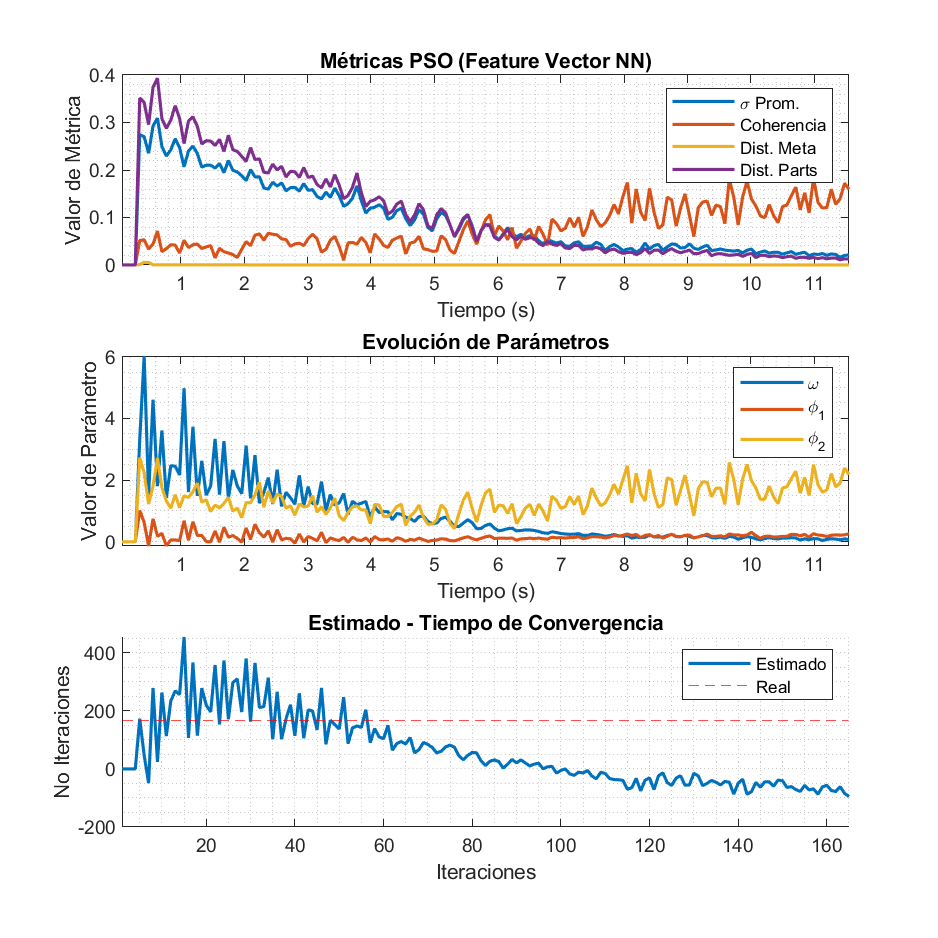 Métricas PSO (Feature Vector NN)
Valor de Métrica
0.4
0.3
0.2
0.1
0
σ Prom.
Coherencia
Dist. Meta
Dist. Parts
1 2 3 4 5 6 7 8 9 10 11
Tiempo (s)
Evolución de Parámetros
Valor de Parámetro
6
4
2
0
ω
ϕ1
ϕ2
1 2 3 4 5 6 7 8 9 10 11
Tiempo (s)
Estimado - Tiempo de Convergencia
No Iteraciones
400
200
0
-200
Estimado
Real
20 40 60 80 100 120 140 160
Iteraciones